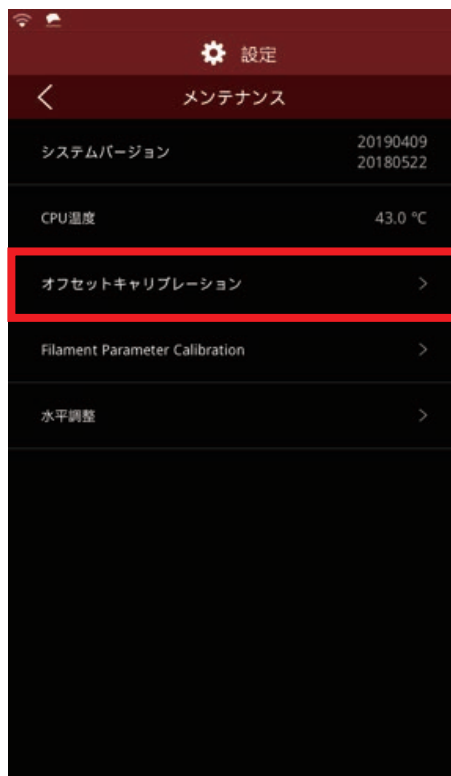 設定
メンテナンス
システムバージョン
20190409
20180522
CPU温度
43.0 ℃
オフセットキャリブレーション
Filament Parameter Calibration
水平調整